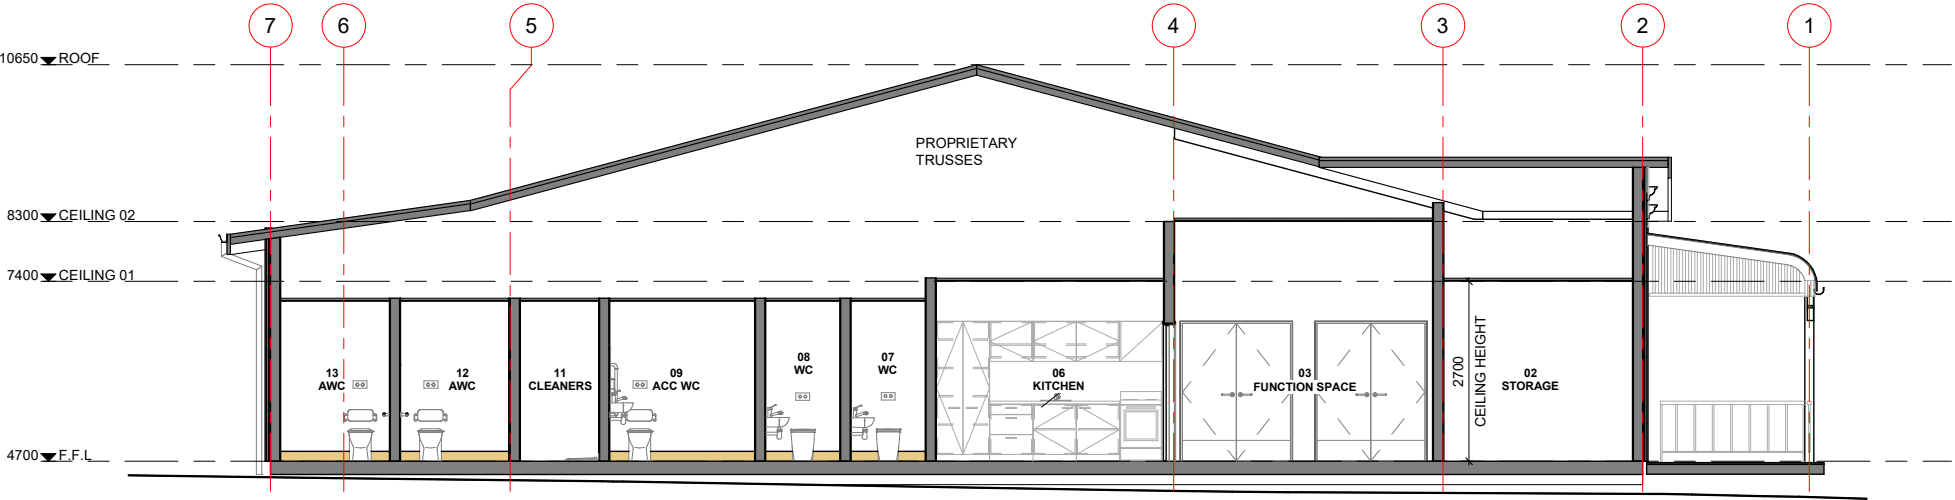 7 6 5 4 3 2 1
10650 ROOF
PROPRIETARY
TRUSSES
8300 CEILING 02
7400 CEILING 01
13
AWC
12
AWC
11
CLEANERS
09
ACC WC
08
WC
07
WC
06
KITCHEN
03
FUNCTION SPACE
2700
CEILING HEIGHT
02
STORAGE
4700 F.F.L